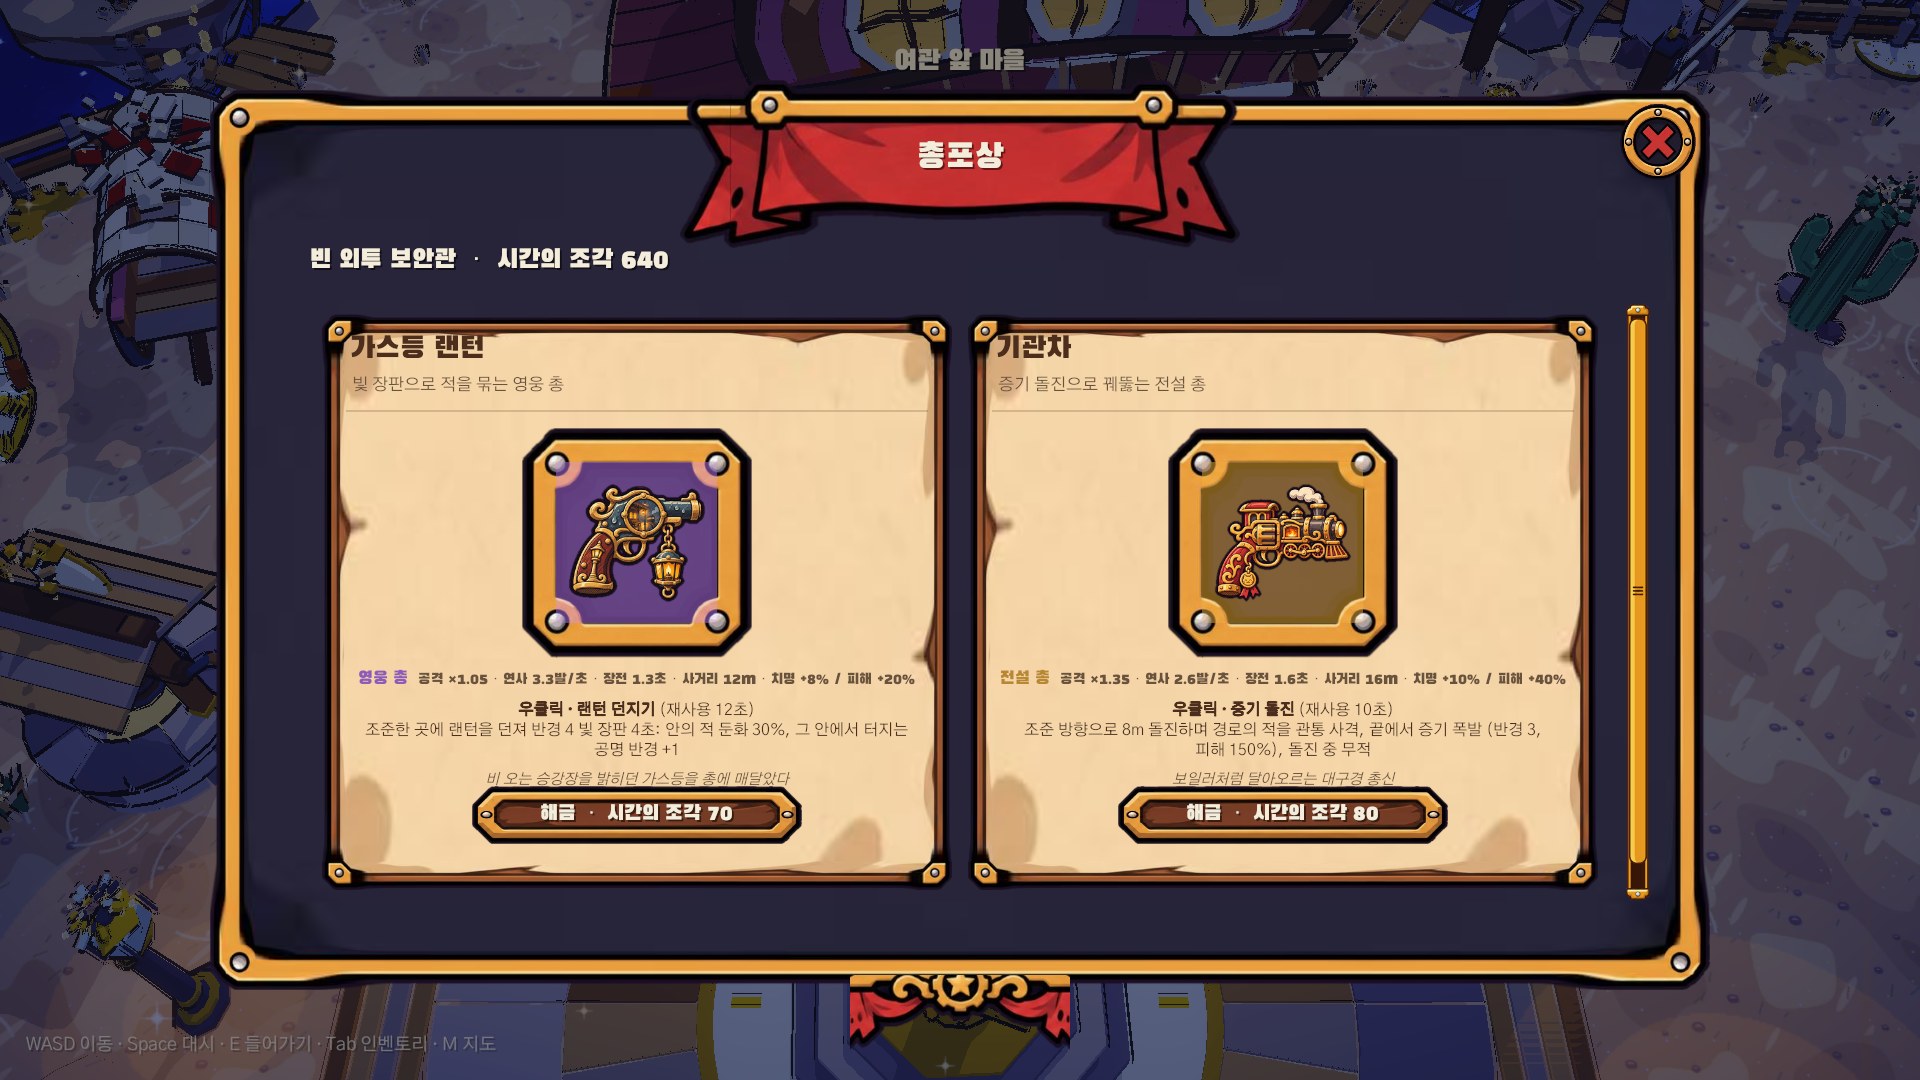 여관 앞 마을
총포상
빈 외투 보안관 · 시간의 조각 640
가스등 랜턴
빛 장판으로 적을 묶는 영웅 총
영웅 총 공격 ×1.05 · 연사 3.3발/초 · 장전 1.3초 · 사거리 12m · 치명 +8% / 피해 +20%
우클릭 · 랜턴 던지기 (재사용 12초)
조준한 곳에 랜턴을 던져 반경 4 빛 장판 4초: 안의 적 둔화 30%, 그 안에서 터지는
공명 반경 +1
비 오는 승강장을 밝히던 가스등을 총에 매달았다
해금 · 시간의 조각 70
기관차
증기 돌진으로 꿰뚫는 전설 총
전설 총 공격 ×1.35 · 연사 2.6발/초 · 장전 1.6초 · 사거리 16m · 치명 +10% / 피해 +40%
우클릭 · 증기 돌진 (재사용 10초)
조준 방향으로 8m 돌진하며 경로의 적을 관통 사격, 끝에서 증기 폭발 (반경 3,
피해 150%), 돌진 중 무적
보일러처럼 달아오르는 대구경 총신
해금 · 시간의 조각 80
WASD 이동 · Space 대시 · E 들어가기 · Tab 인벤토리 · M 지도